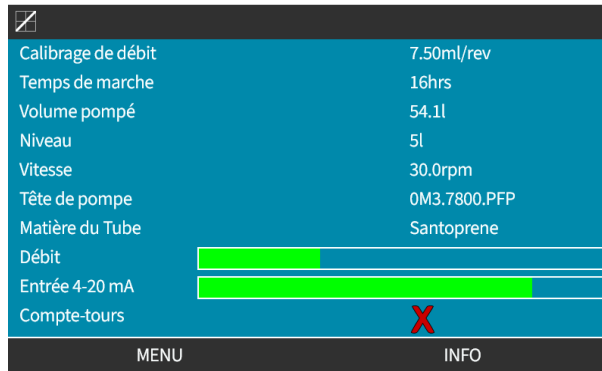 Calibrage de débit 7.50ml/rev
Temps de marche 16hrs
Volume pompé 54.1l
Niveau 5l
Vitesse 30.0rpm
Tête de pompe 0M3.7800.PFP
Matière du Tube Santoprene
Débit
Entrée 4-20 mA
Compte-tours X
MENU INFO